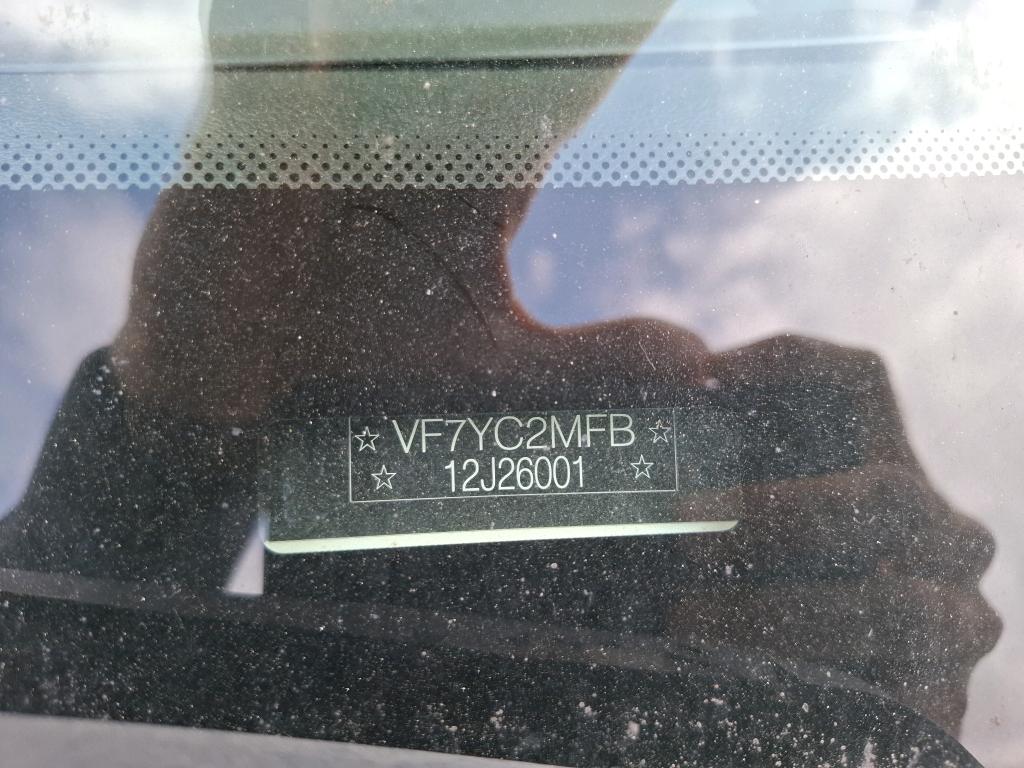 ☆ VF7YC2MFB ☆
☆ 12J26001 ☆